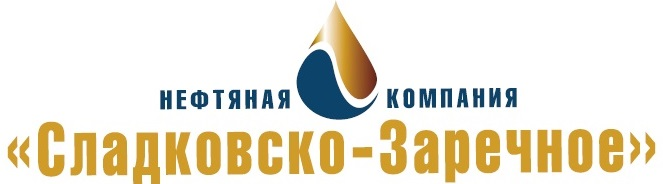 НЕФТЯНАЯ КОМПАНИЯ
«Сладковско-Заречное»